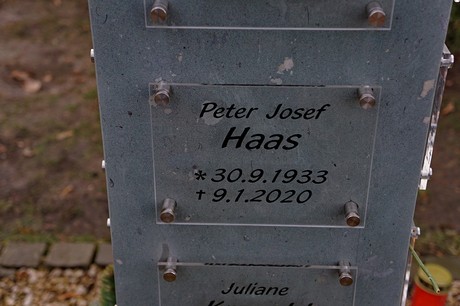 Peter Josef
Haas
* 30.9.1933
† 9.1.2020
Juliane